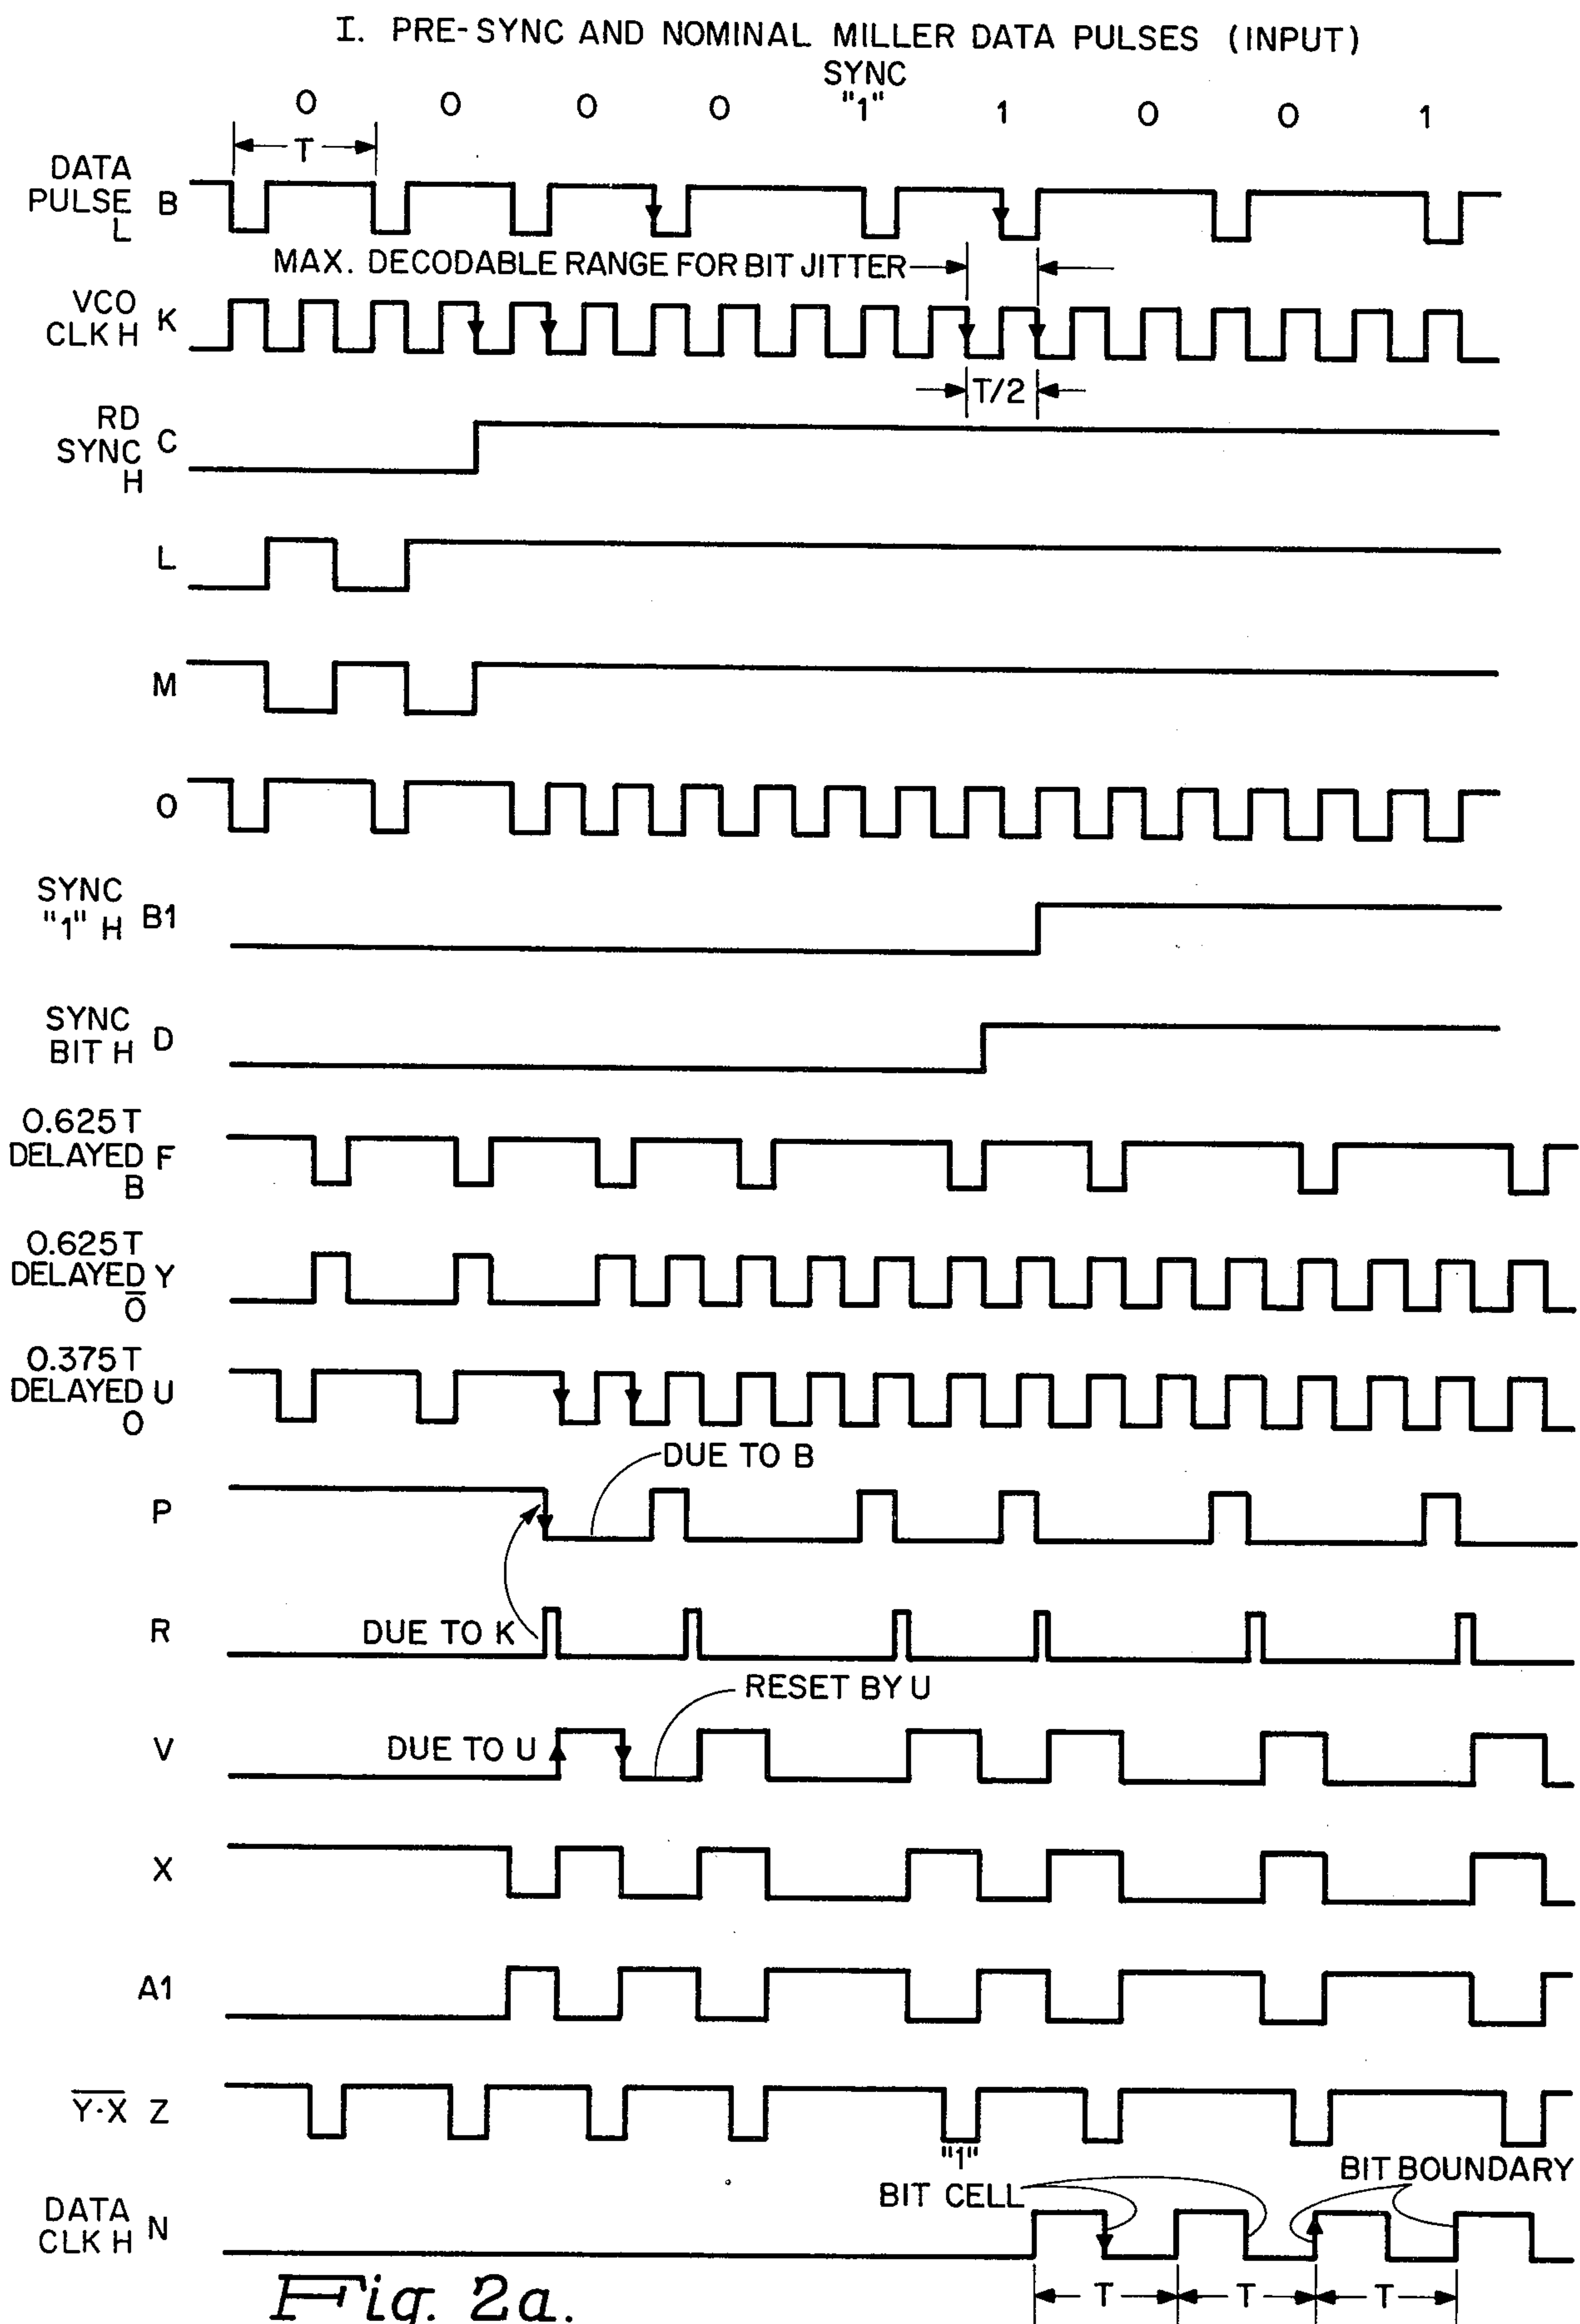 I. PRE-SYNC AND NOMINAL MILLER DATA PULSES (INPUT)
SYNC
0 0 0 0 "1" 1 0 0 1
T
DATA
PULSE B
L
MAX. DECODABLE RANGE FOR BIT JITTER
VCO
CLK H K
T/2
RD
SYNC C
H
L
M
O
SYNC
"1" H B1
SYNC
BIT H D
0.625T
DELAYED F
B
0.625T
DELAYED Y
O̅
0.375T
DELAYED U
O
DUE TO B
P
R DUE TO K
RESET BY U
V DUE TO U
X
A1
Y·X Z
"1"
BIT BOUNDARY
BIT CELL
DATA
CLK H N
T T T
Fig. 2a.